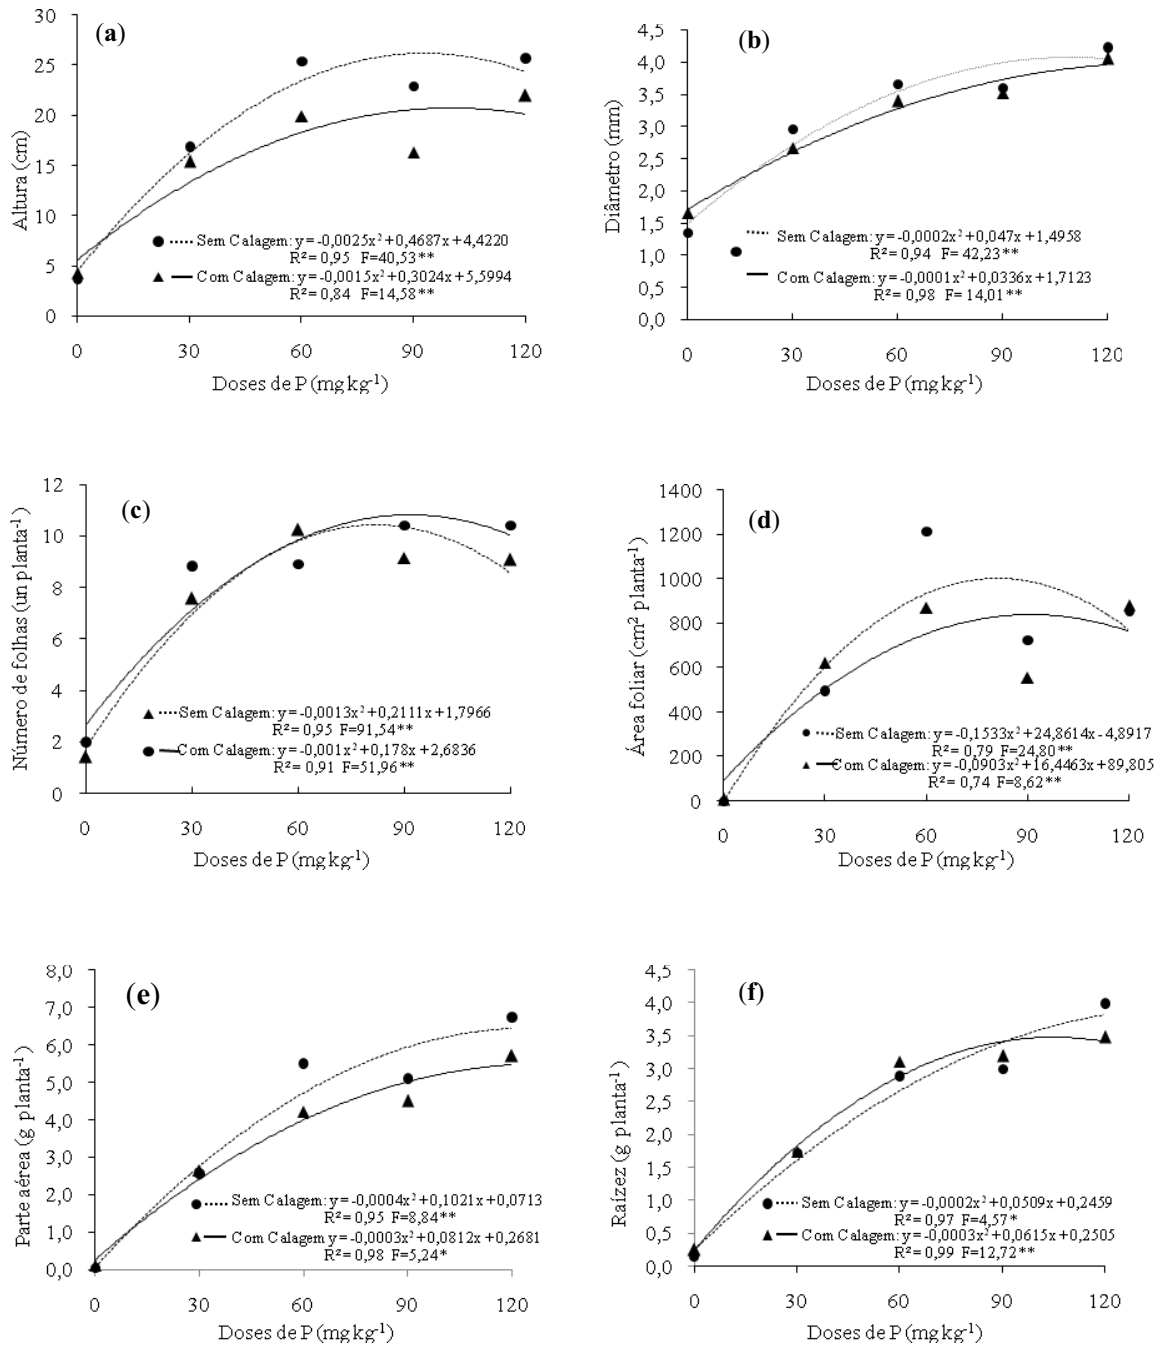 (a)
Altura (cm)
30
25
20
15
10
5
0
Sem Calagem: y = -0,0025x² + 0,4687x + 4,4220
R² = 0,95 F=40,53**
Com Calagem: y = -0,0015x² + 0,3024x + 5,5994
R² = 0,84 F=14,58**
0 30 60 90 120
Doses de P (mg kg⁻¹)
(b)
Diâmetro (mm)
4,5
4,0
3,5
3,0
2,5
2,0
1,5
1,0
0,5
0,0
Sem Calagem: y = -0,0002x² + 0,047x + 1,4958
R² = 0,94 F = 42,23**
Com Calagem: y = -0,0001x² + 0,0336x + 1,7123
R² = 0,98 F= 14,01**
0 30 60 90 120
Doses de P (mg kg⁻¹)
(c)
Número de folhas (un planta⁻¹)
12
10
8
6
4
2
0
Sem Calagem: y = -0,0013x² + 0,2111x + 1,7966
R² = 0,95 F=91,54**
Com Calagem: y = -0,001x² + 0,178x + 2,6836
R² = 0,91 F=51,96**
0 30 60 90 120
Doses de P (mg kg⁻¹)
(d)
Área foliar (cm² planta⁻¹)
1400
1200
1000
800
600
400
200
0
Sem Calagem: y = -0,1533x² + 24,8614x - 4,8917
R² = 0,79 F=24,80**
Com Calagem: y = -0,0903x² + 16,4463x + 89,805
R² = 0,74 F=8,62**
0 30 60 90 120
Doses de P (mg kg⁻¹)
(e)
Parte aérea (g planta⁻¹)
8,0
7,0
6,0
5,0
4,0
3,0
2,0
1,0
0,0
Sem Calagem: y = -0,0004x² + 0,1021x + 0,0713
R² = 0,95 F=8,84**
Com Calagem y = -0,0003x² + 0,0812x + 0,2681
R² = 0,98 F=5,24*
0 30 60 90 120
Doses de P (mg kg⁻¹)
(f)
Raízez (g planta⁻¹)
4,5
4,0
3,5
3,0
2,5
2,0
1,5
1,0
0,5
0,0
Sem Calagem: y = -0,0002x² + 0,0509x + 0,2459
R² = 0,97 F=4,57*
Com Calagem: y = -0,0003x² + 0,0615x + 0,2505
R² = 0,99 F=12,72**
0 30 60 90 120
Doses de P (mg kg⁻¹)